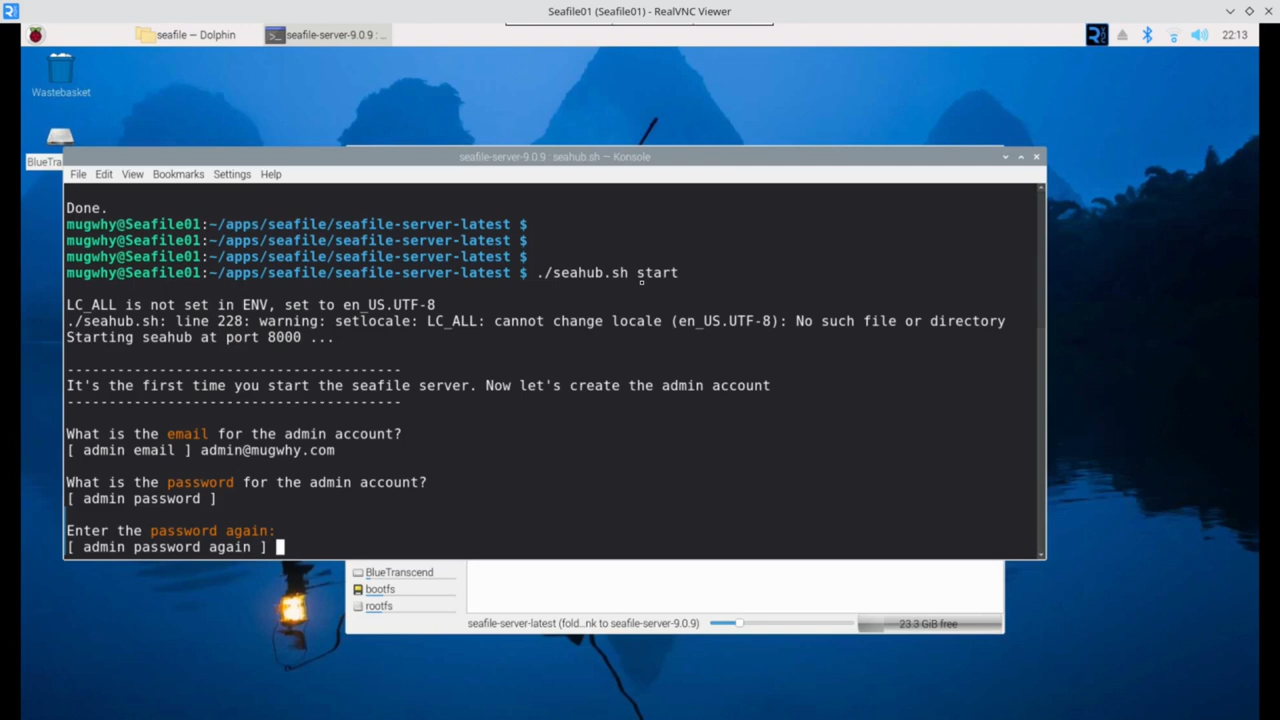 Seafile01 (Seafile01) - RealVNC Viewer
seafile — Dolphin
seafile-server-9.0.9 : ...
22:13
Wastebasket
BlueTra
seafile-server-9.0.9 : seahub.sh — Konsole
File Edit View Bookmarks Settings Help
Done.
mugwhy@Seafile01:~/apps/seafile/seafile-server-latest $
mugwhy@Seafile01:~/apps/seafile/seafile-server-latest $
mugwhy@Seafile01:~/apps/seafile/seafile-server-latest $
mugwhy@Seafile01:~/apps/seafile/seafile-server-latest $ ./seahub.sh start
LC_ALL is not set in ENV, set to en_US.UTF-8
./seahub.sh: line 228: warning: setlocale: LC_ALL: cannot change locale (en_US.UTF-8): No such file or directory
Starting seahub at port 8000 ...
----------------------------------------
It's the first time you start the seafile server. Now let's create the admin account
----------------------------------------
What is the email for the admin account?
[ admin email ] admin@mugwhy.com
What is the password for the admin account?
[ admin password ]
Enter the password again:
[ admin password again ]
BlueTranscend
bootfs
rootfs
seafile-server-latest (fold...nk to seafile-server-9.0.9)
23.3 GiB free